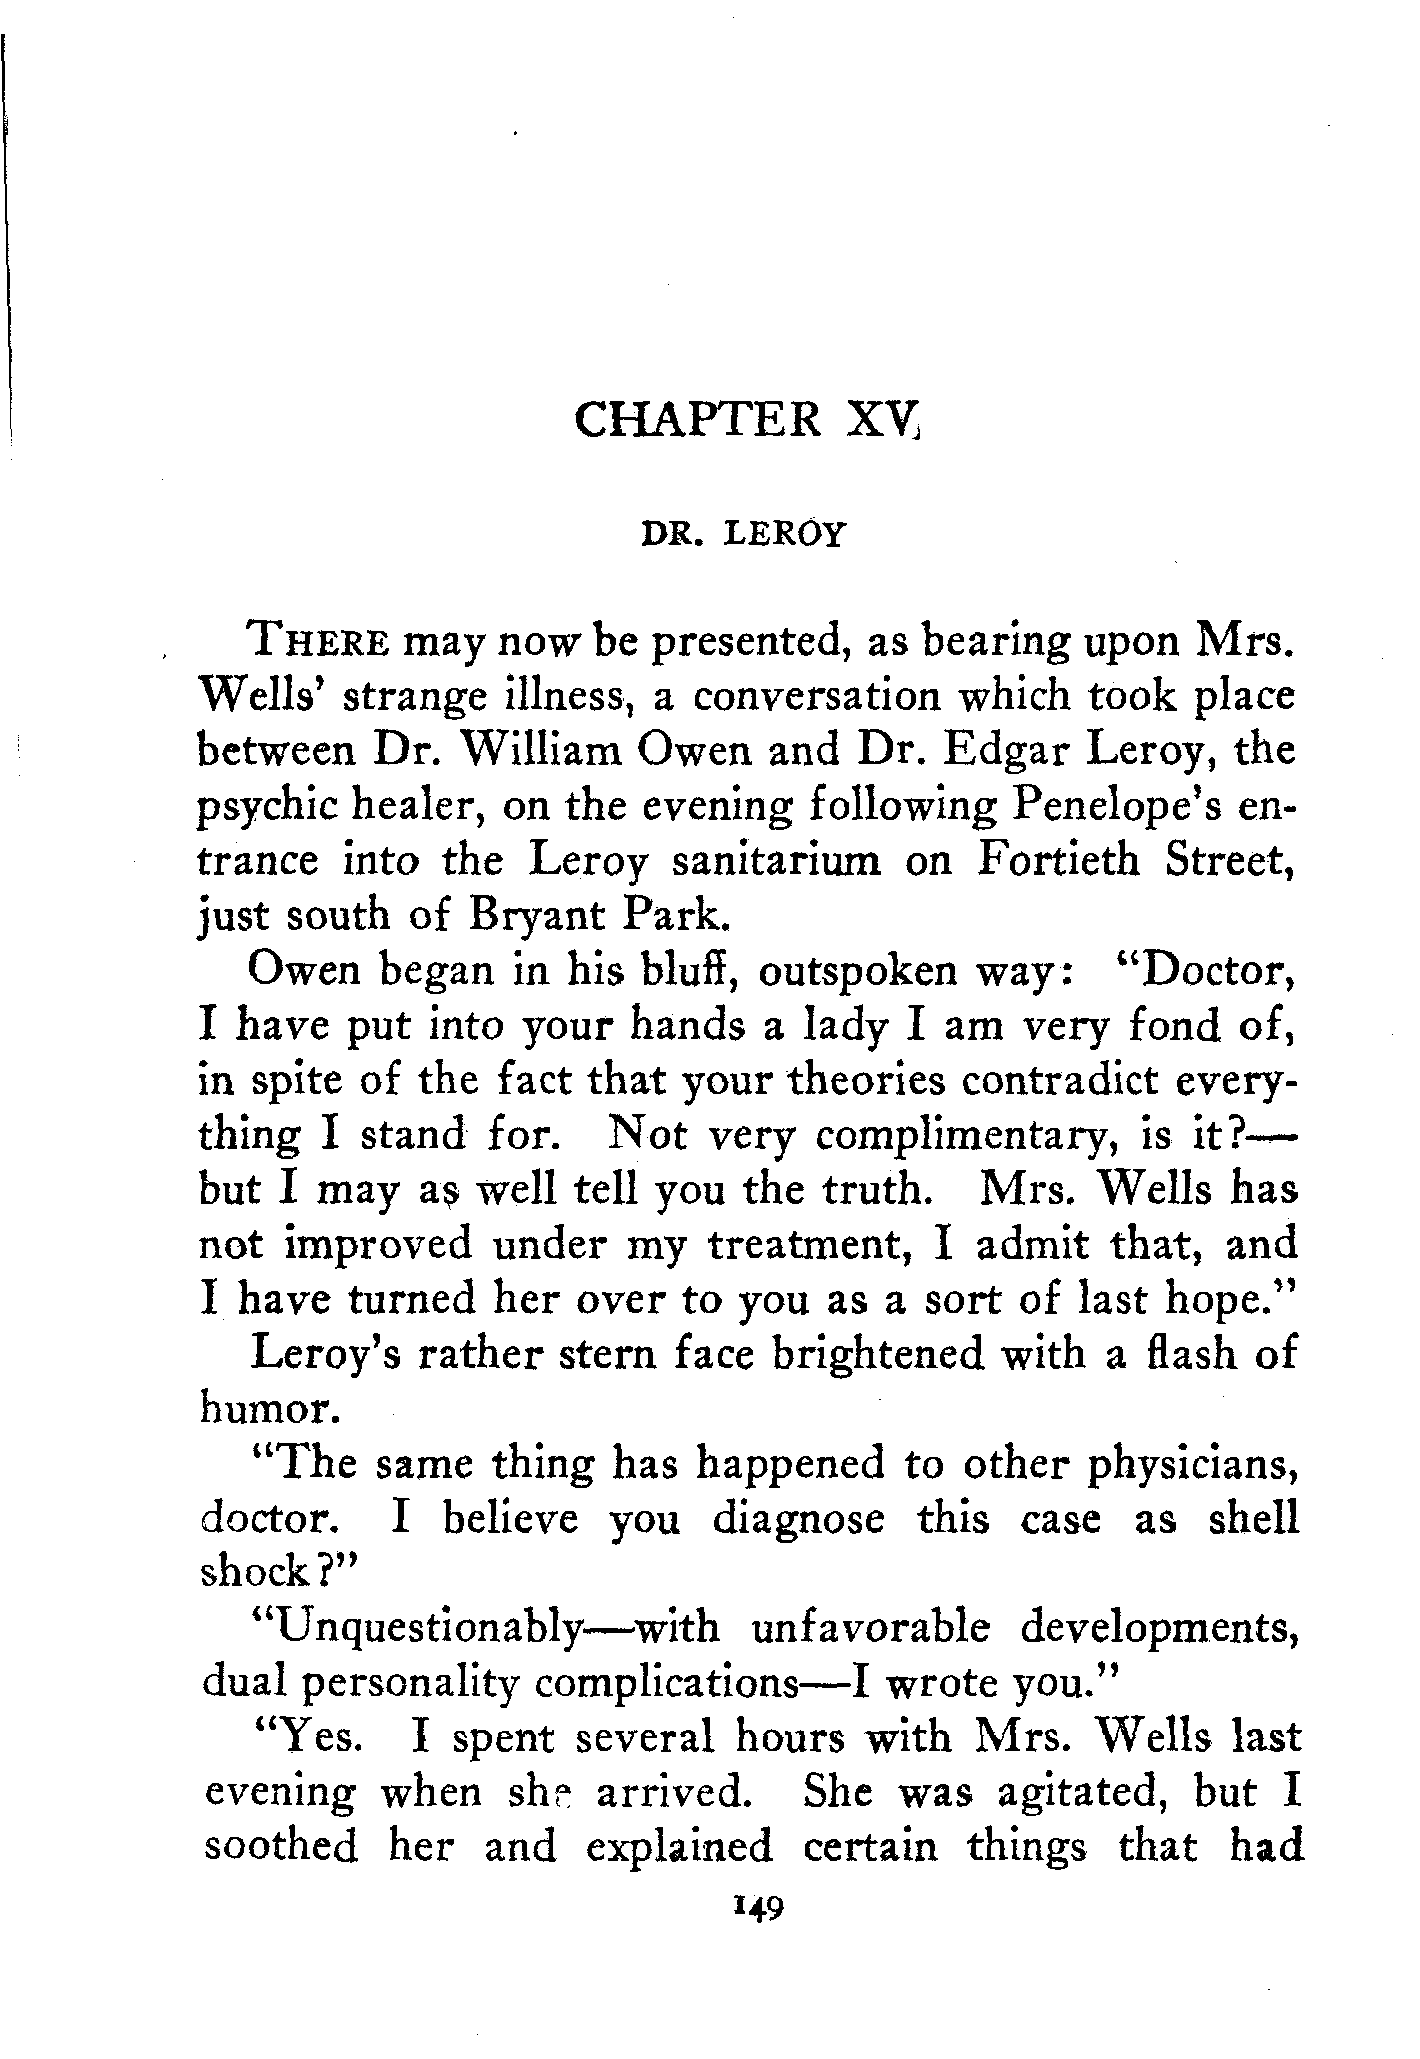 CHAPTER XV
DR. LEROY
THERE may now be presented, as bearing upon Mrs.
Wells' strange illness, a conversation which took place
between Dr. William Owen and Dr. Edgar Leroy, the
psychic healer, on the evening following Penelope's en-
trance into the Leroy sanitarium on Fortieth Street,
just south of Bryant Park.
Owen began in his bluff, outspoken way: "Doctor,
I have put into your hands a lady I am very fond of,
in spite of the fact that your theories contradict every-
thing I stand for. Not very complimentary, is it?—
but I may as well tell you the truth. Mrs. Wells has
not improved under my treatment, I admit that, and
I have turned her over to you as a sort of last hope."
Leroy's rather stern face brightened with a flash of
humor.
"The same thing has happened to other physicians,
doctor. I believe you diagnose this case as shell
shock?"
"Unquestionably—with unfavorable developments,
dual personality complications—I wrote you."
"Yes. I spent several hours with Mrs. Wells last
evening when she arrived. She was agitated, but I
soothed her and explained certain things that had
149